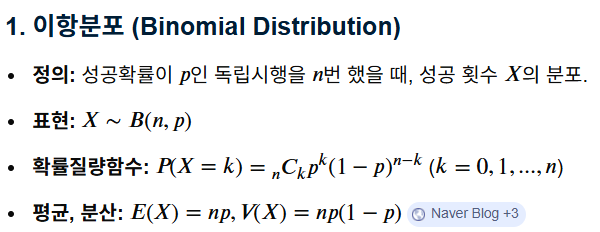 1. 이항분포 (Binomial Distribution)
• 정의: 성공확률이 p인 독립시행을 n번 했을 때, 성공 횟수 X의 분포.
• 표현: X ~ B(n, p)
• 확률질량함수: P(X = k) = ₙCₖpᵏ(1 − p)ⁿ⁻ᵏ (k = 0, 1, ..., n)
• 평균, 분산: E(X) = np, V(X) = np(1 − p) Naver Blog +3